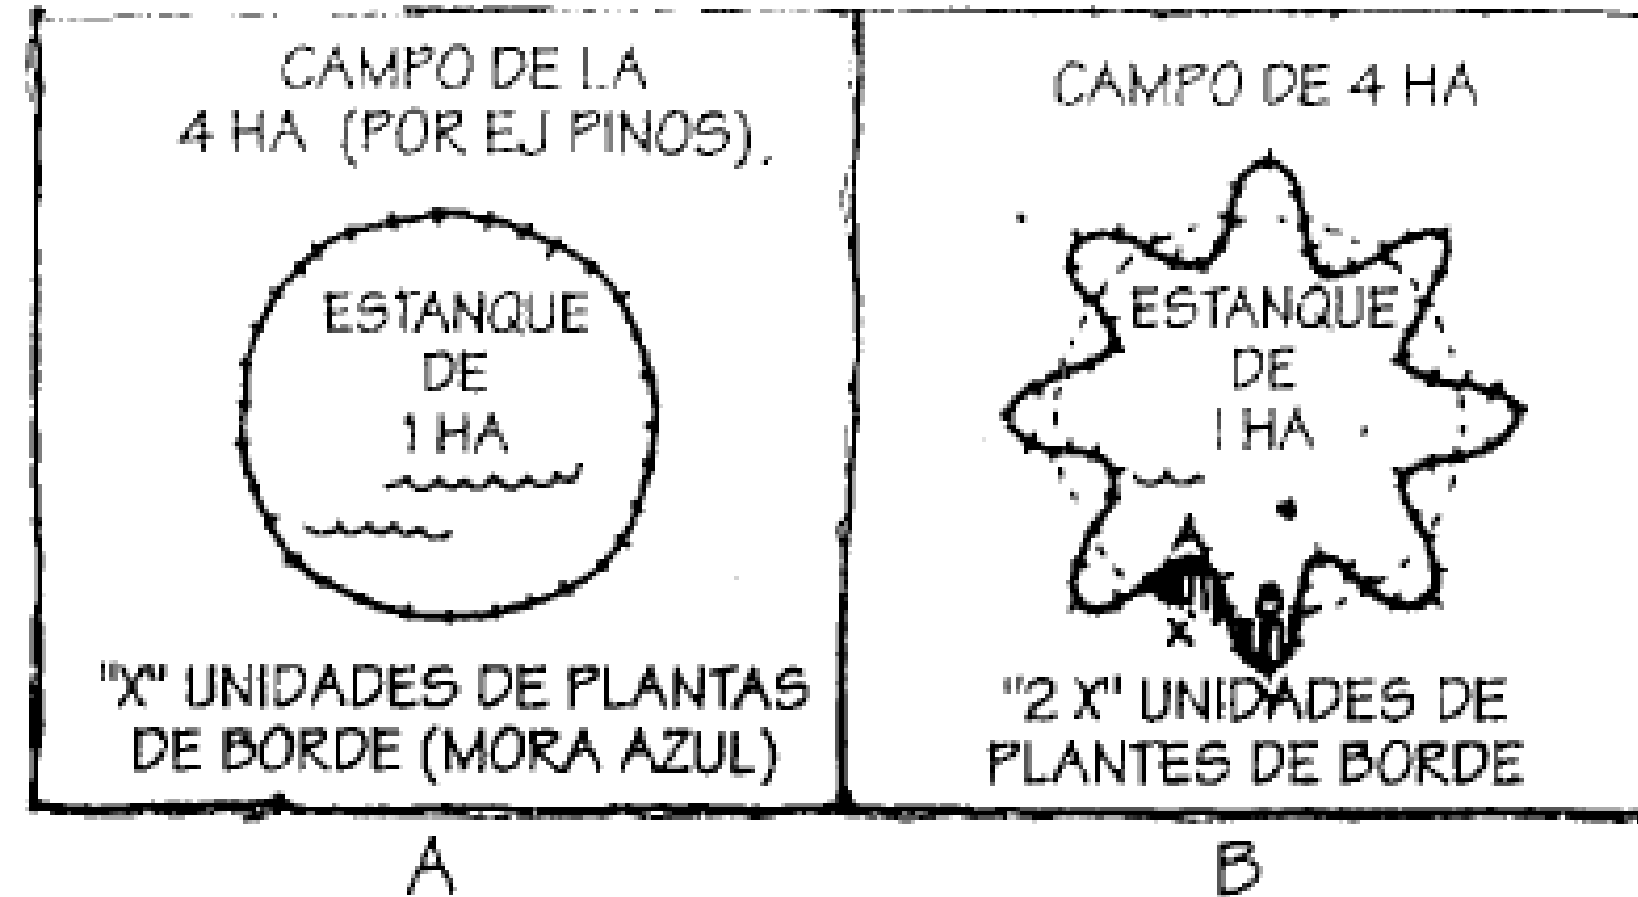 CAMPO DE LA
4 HA (POR EJ PINOS).
ESTANQUE
DE
1 HA
"X" UNIDADES DE PLANTAS
DE BORDE (MORA AZUL)
A
CAMPO DE 4 HA
ESTANQUE
DE
1 HA
X
"2 X" UNIDADES DE
PLANTES DE BORDE
B